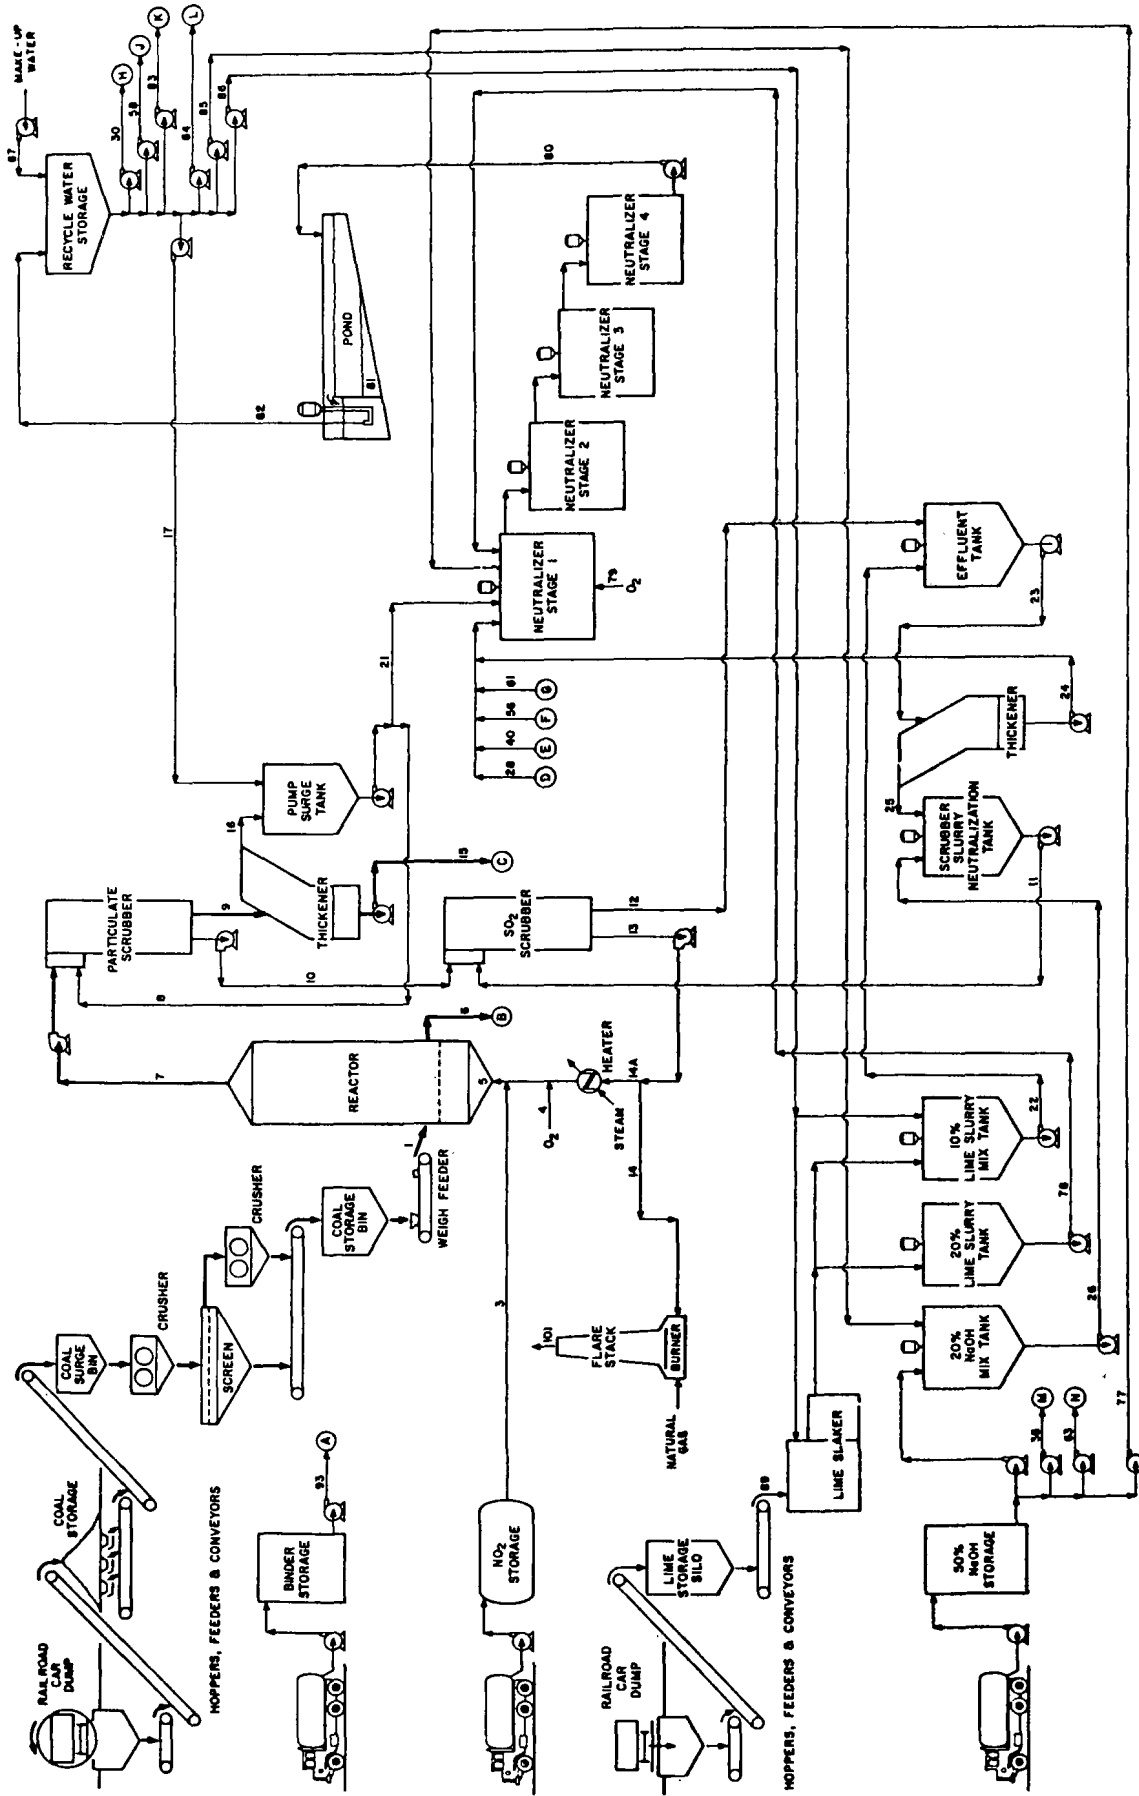 RAILROAD
CAR
DUMP
COAL
STORAGE
COAL
SURGE
BIN
CRUSHER
SCREEN
CRUSHER
HOPPERS, FEEDERS & CONVEYORS
COAL
STORAGE
BIN
WEIGH FEEDER
1
REACTOR
5
6
B
7
8
PARTICULATE
SCRUBBER
9
10
THICKENER
15
C
16
PUMP
SURGE
TANK
17
21
RECYCLE WATER
STORAGE
MAKE-UP
WATER
87
30
H
58
J
83
K
84
L
85
86
82
POND
81
80
BINDER
STORAGE
93
A
NO2
STORAGE
3
O2
4
HEATER
STEAM
14A
14
FLARE
STACK
101
BURNER
NATURAL
GAS
SO2
SCRUBBER
12
13
28
D
40
E
56
F
61
G
NEUTRALIZER
STAGE 1
79
O2
NEUTRALIZER
STAGE 2
NEUTRALIZER
STAGE 3
NEUTRALIZER
STAGE 4
RAILROAD
CAR
DUMP
LIME
STORAGE
SILO
HOPPERS, FEEDERS & CONVEYORS
89
LIME SLAKER
50%
NaOH
STORAGE
M
63
N
77
20%
NaOH
MIX TANK
26
20%
LIME SLURRY
TANK
78
10%
LIME SLURRY
MIX TANK
22
SCRUBBER
SLURRY
NEUTRALIZATION
TANK
11
25
THICKENER
24
EFFLUENT
TANK
23